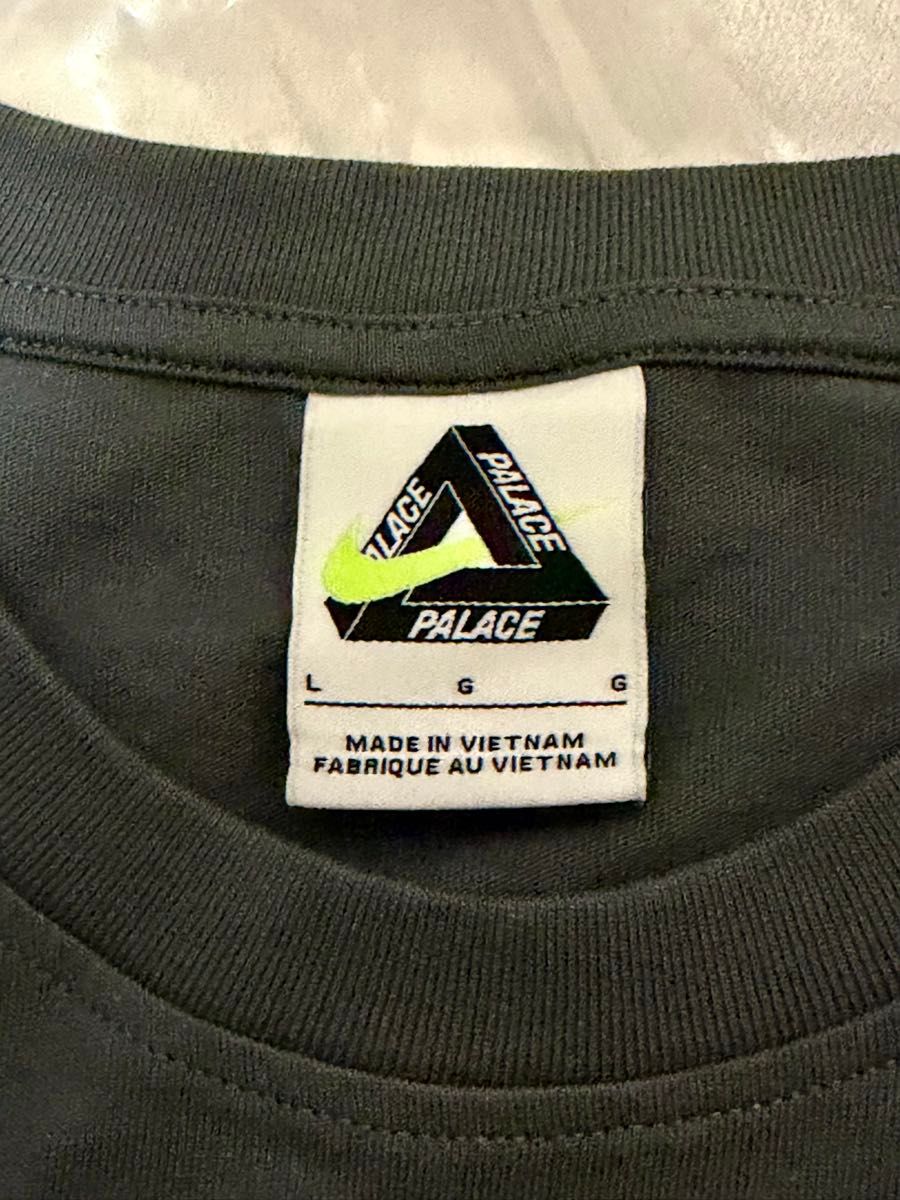 PALACE
PALACE
PALACE
L G G
MADE IN VIETNAM
FABRIQUE AU VIETNAM